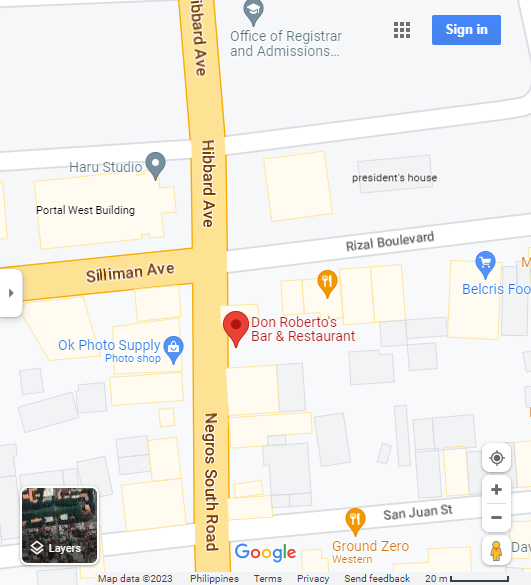 Hibbard Ave
Office of Registrar
and Admissions...
Sign in
Hibbard Ave
Haru Studio
president's house
Portal West Building
Rizal Boulevard
Silliman Ave
Belcris Foo
M
Don Roberto's
Bar & Restaurant
Ok Photo Supply
Photo shop
Negros South Road
San Juan St
Layers
Google
Ground Zero
Western
Dav
Map data ©2023 Philippines Terms Privacy Send feedback 20 m